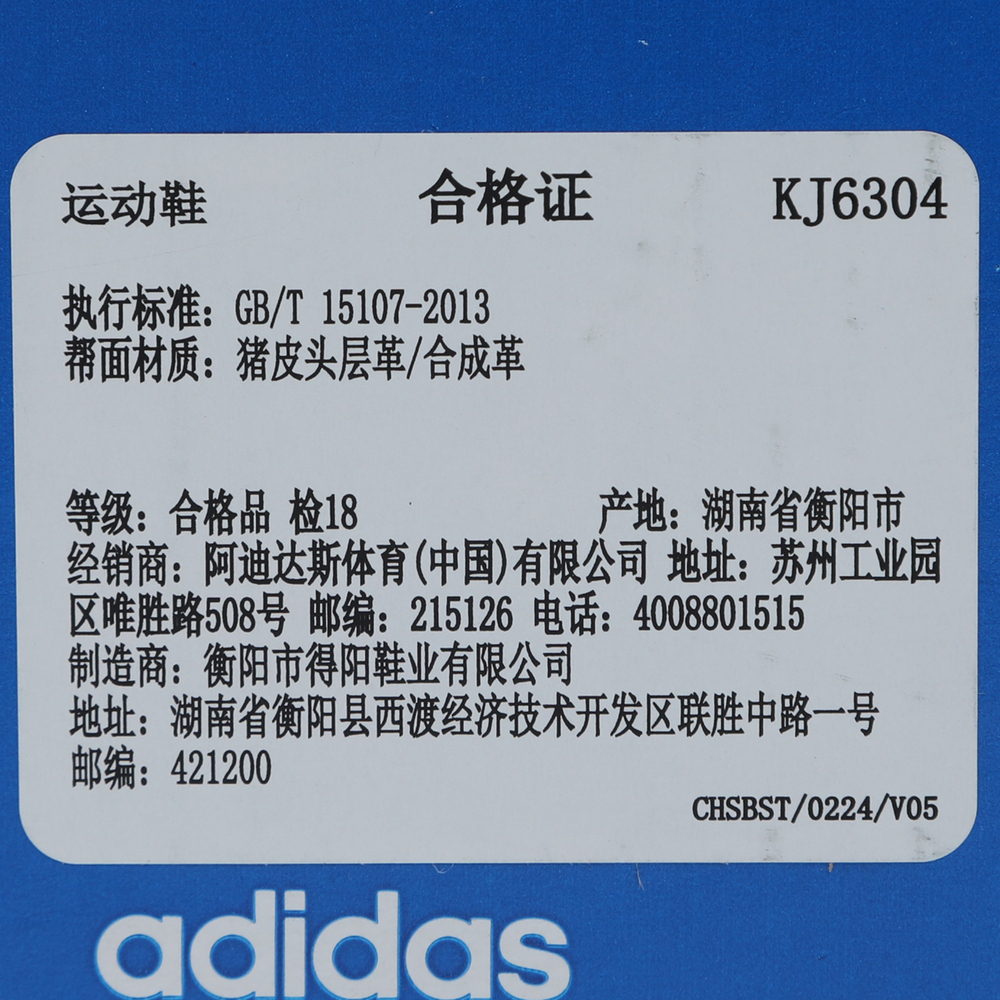 运动鞋 合格证 KJ6304
执行标准：GB/T 15107-2013
帮面材质：猪皮头层革/合成革
等级：合格品 检18 产地：湖南省衡阳市
经销商：阿迪达斯体育(中国)有限公司 地址：苏州工业园
区唯胜路508号 邮编：215126 电话：4008801515
制造商：衡阳市得阳鞋业有限公司
地址：湖南省衡阳县西渡经济技术开发区联胜中路一号
邮编：421200
CHSBST/0224/V05
adidas